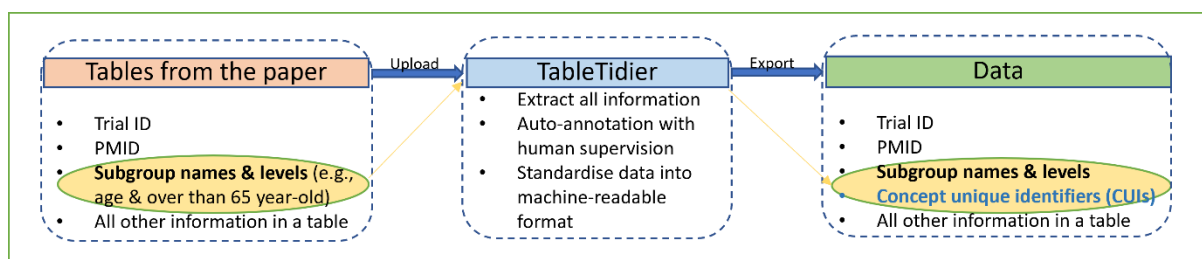 Tables from the paper
• Trial ID
• PMID
• Subgroup names & levels (e.g.,
age & over than 65 year-old)
• All other information in a table
Upload
TableTidier
• Extract all information
• Auto-annotation with
human supervision
• Standardise data into
machine-readable
format
Export
Data
• Trial ID
• PMID
• Subgroup names & levels
• Concept unique identifiers (CUIs)
• All other information in a table